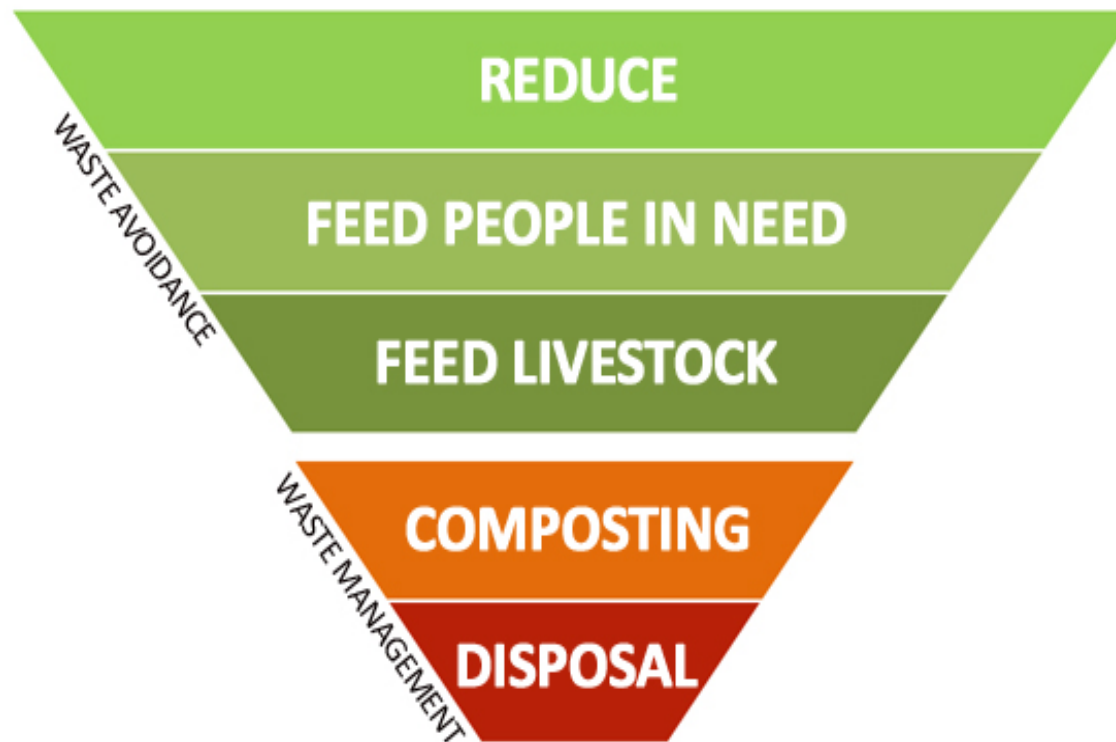 REDUCE
FEED PEOPLE IN NEED
FEED LIVESTOCK
WASTE AVOIDANCE
COMPOSTING
DISPOSAL
WASTE MANAGEMENT